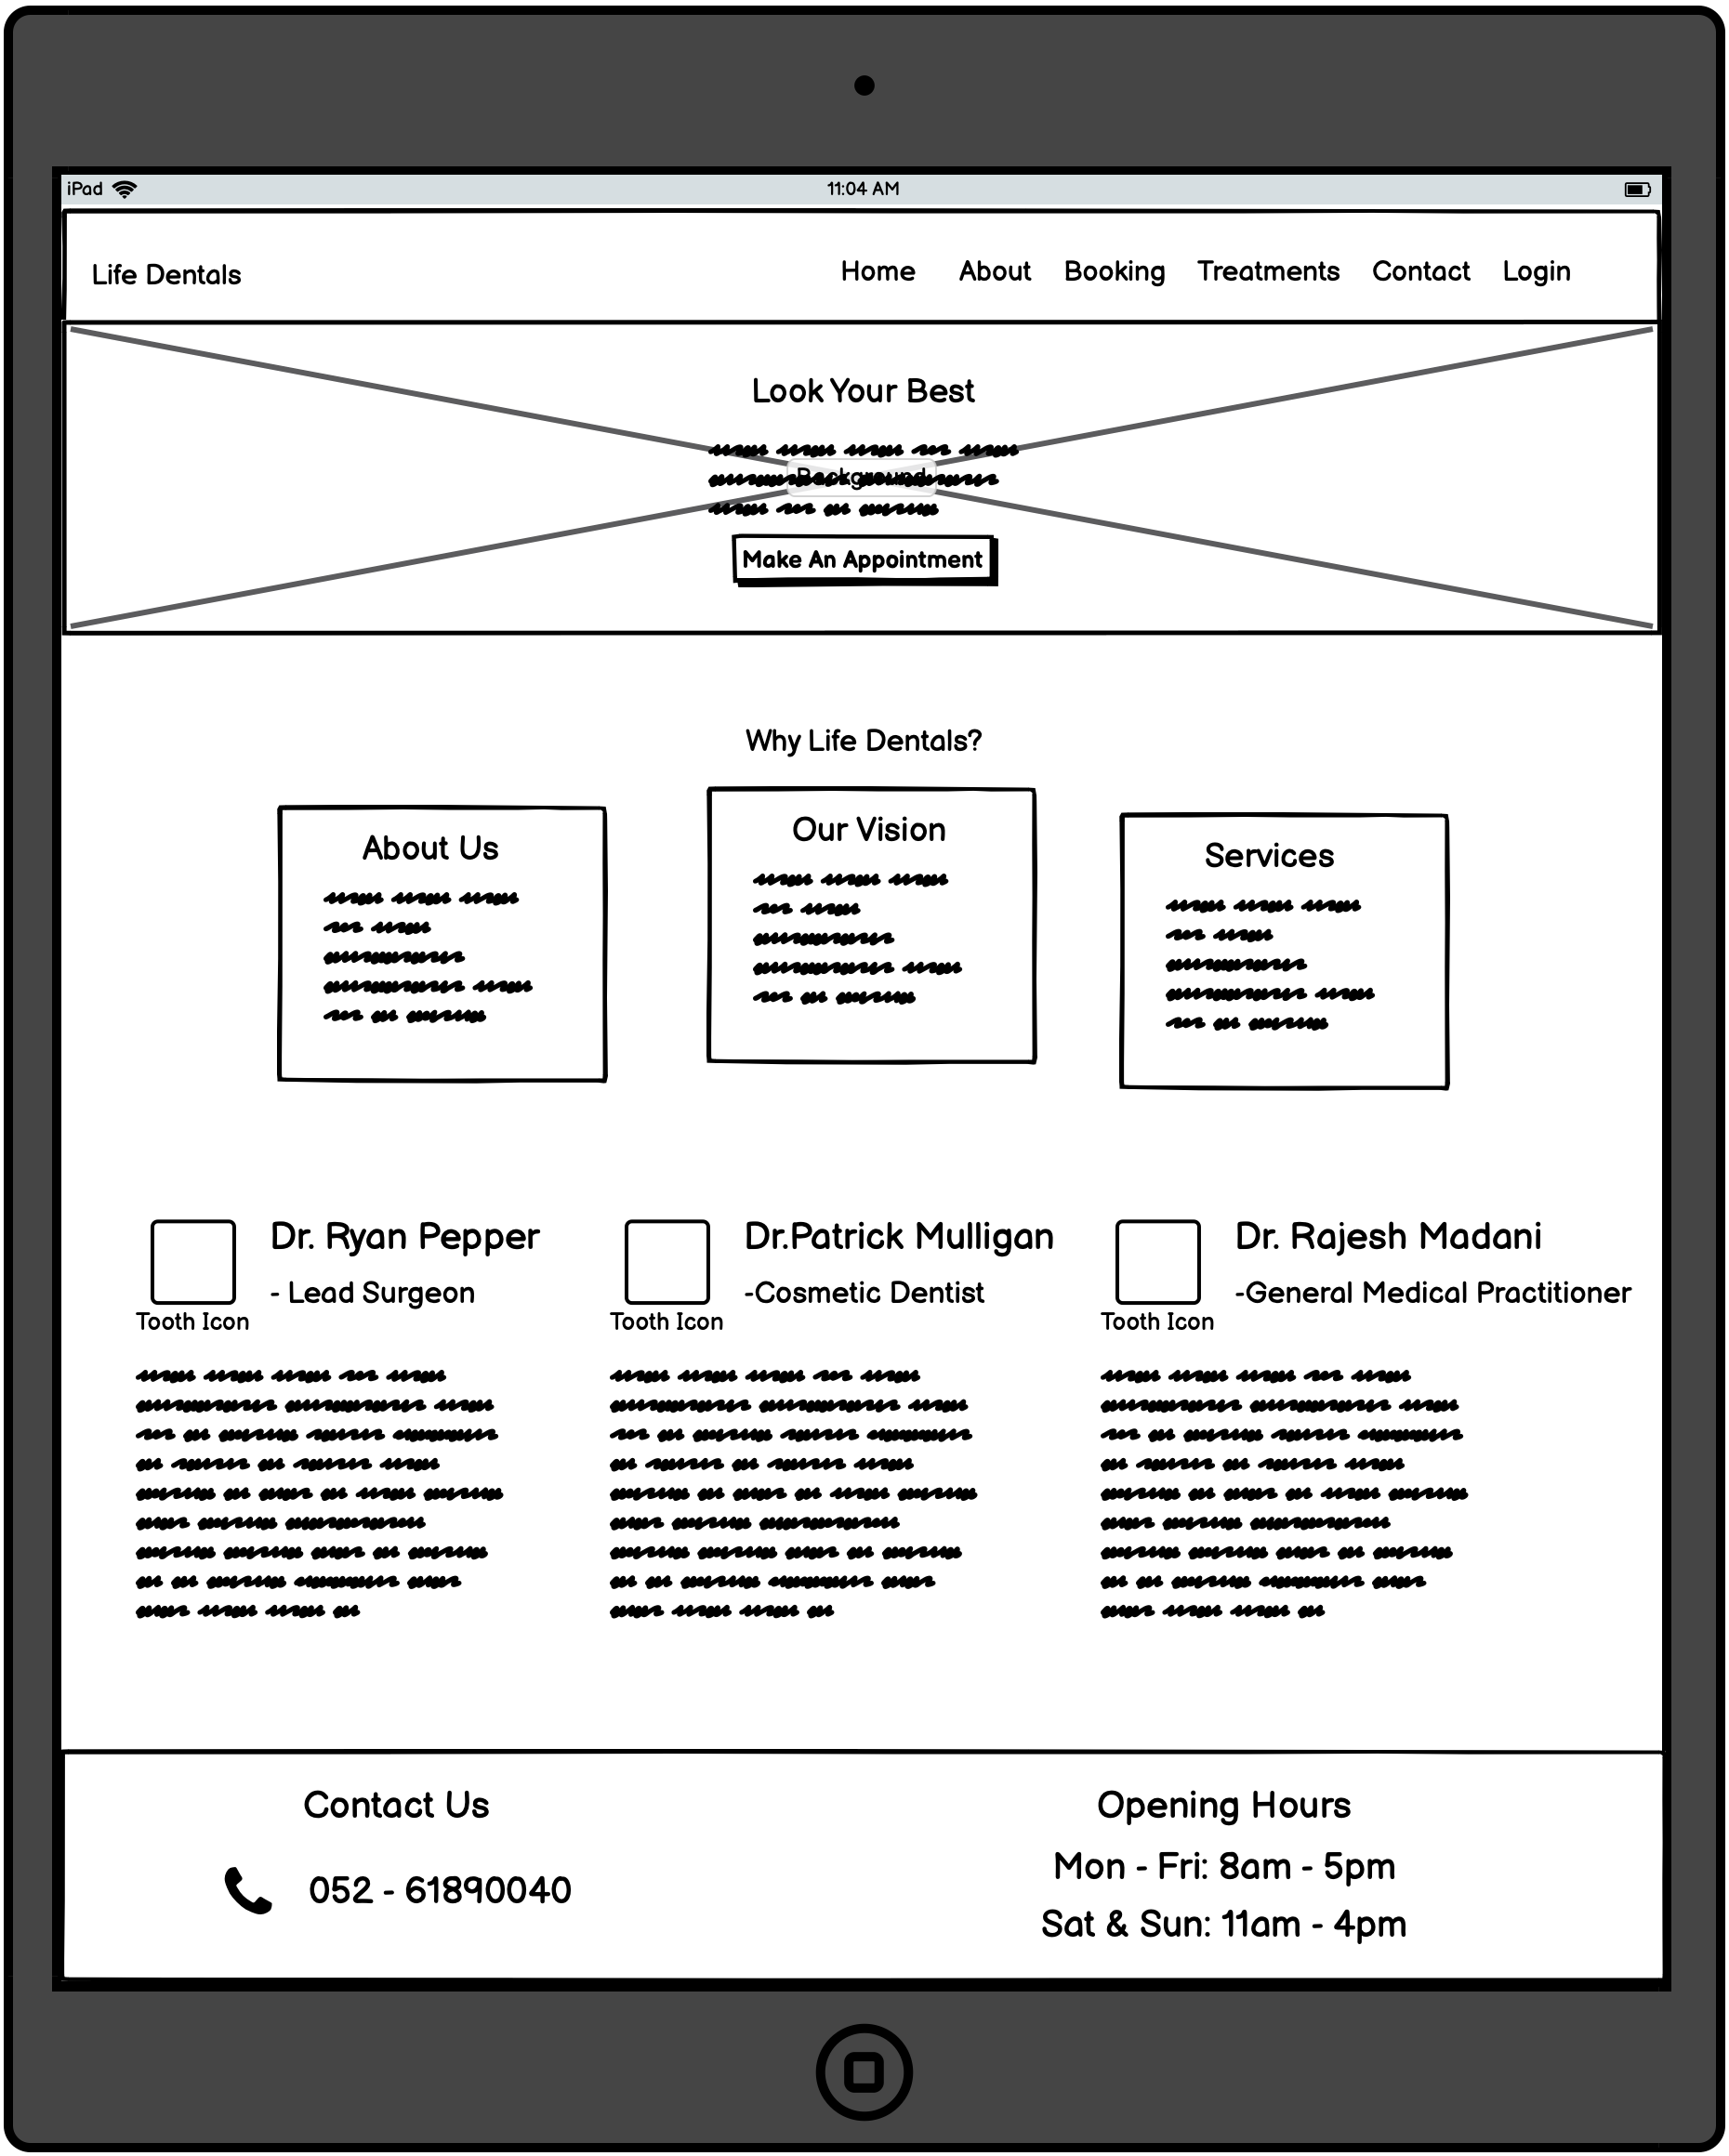 iPad 11:04 AM
Life Dentals Home About Booking Treatments Contact Login
Look Your Best
Background
Make An Appointment
Why Life Dentals?
About Us Our Vision Services
Dr. Ryan Pepper Dr.Patrick Mulligan Dr. Rajesh Madani
- Lead Surgeon -Cosmetic Dentist -General Medical Practitioner
Tooth Icon Tooth Icon Tooth Icon
Contact Us Opening Hours
Mon - Fri: 8am - 5pm
052 - 61890040
Sat & Sun: 11am - 4pm